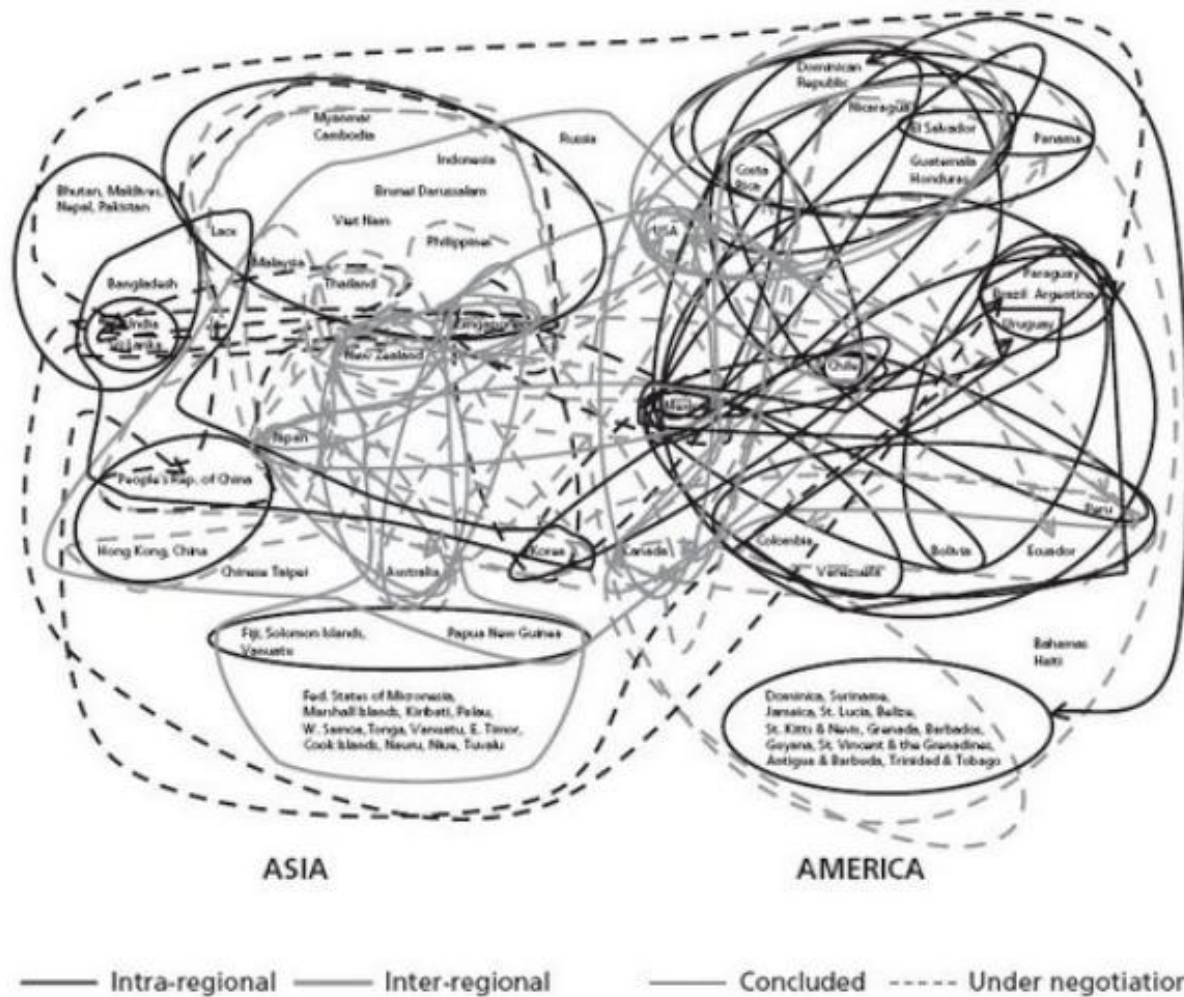 Dominican
Republic
Nicaragua
El Salvador
Panama
Guatemala
Honduras
Costa
Rica
USA
Myanmar
Cambodia
Russia
Indonesia
Brunei Darussalam
Viet Nam
Philippines
Bhutan, Maldives,
Nepal, Pakistan
Laos
Malaysia
Thailand
Bangladesh
India
Sri Lanka
Singapore
New Zealand
Paraguay
Brazil Argentina
Uruguay
Chile
Japan
People's Rep. of China
Hong Kong, China
Chinese Taipei
Australia
Korea
Canada
Colombia
Venezuela
Bolivia
Ecuador
Peru
Fiji, Solomon Islands,
Vanuatu
Papua New Guinea
Bahamas
Haiti
Fed. States of Micronesia,
Marshall Islands, Kiribati, Palau,
W. Samoa, Tonga, Vanuatu, E. Timor,
Cook Islands, Nauru, Niue, Tuvalu
Dominica, Suriname,
Jamaica, St. Lucia, Belize,
St. Kitts & Nevis, Grenada, Barbados,
Guyana, St. Vincent & the Grenadines,
Antigua & Barbuda, Trinidad & Tobago
ASIA
AMERICA
Intra-regional
Inter-regional
Concluded
Under negotiation